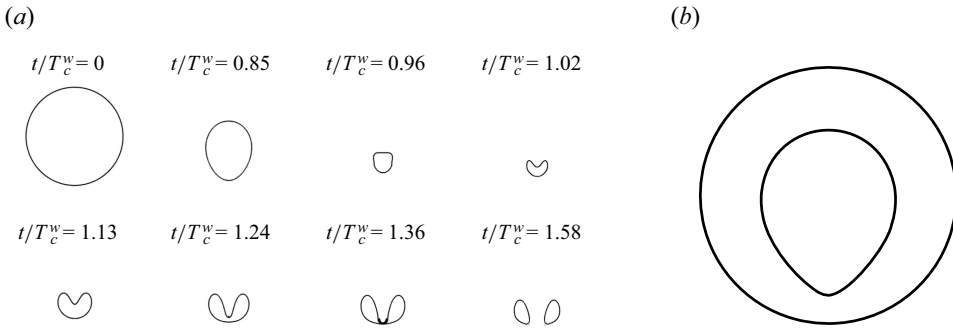 (a)
(b)
t/T_c^w = 0
t/T_c^w = 0.85
t/T_c^w = 0.96
t/T_c^w = 1.02
t/T_c^w = 1.13
t/T_c^w = 1.24
t/T_c^w = 1.36
t/T_c^w = 1.58